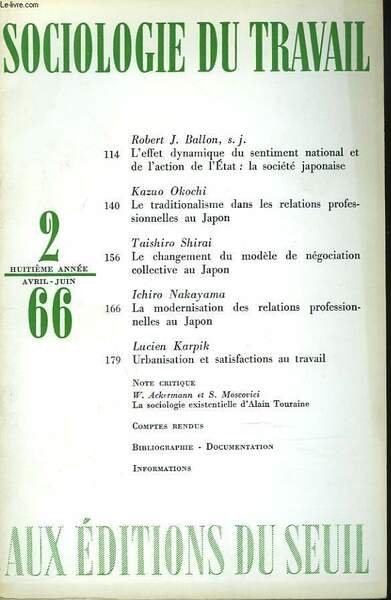 SOCIOLOGIE DU TRAVAIL
Robert J. Ballon, s. j.
114 L'effet dynamique du sentiment national et
de l'action de l'État : la société japonaise
Kazuo Okochi
140 Le traditionalisme dans les relations profes-
sionnelles au Japon
Taishiro Shirai
156 Le changement du modèle de négociation
collective au Japon
Ichiro Nakayama
166 La modernisation des relations profession-
nelles au Japon
Lucien Karpik
179 Urbanisation et satisfactions au travail
NOTE CRITIQUE
W. Ackermann et S. Moscovici
La sociologie existentielle d'Alain Touraine
COMPTES RENDUS
BIBLIOGRAPHIE - DOCUMENTATION
INFORMATIONS
2
HUITIÈME ANNÉE
AVRIL - JUIN
66
AUX ÉDITIONS DU SEUIL
Le-livre.com